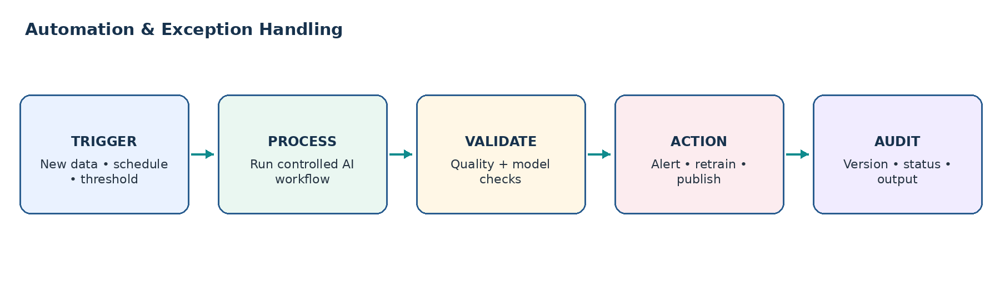 Automation & Exception Handling
TRIGGER
New data • schedule
• threshold
PROCESS
Run controlled AI
workflow
VALIDATE
Quality + model
checks
ACTION
Alert • retrain •
publish
AUDIT
Version • status •
output